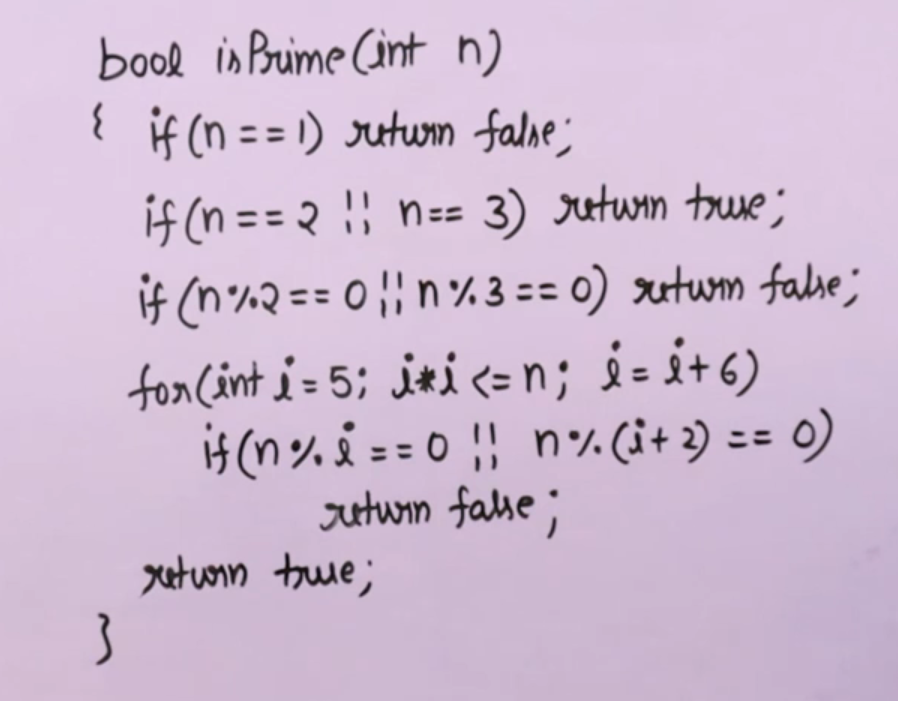 bool isPrime(int n)
{ if(n == 1) return false;
if(n == 2 || n == 3) return true;
if(n%2 == 0 || n%3 == 0) return false;
for(int i = 5; i*i <= n; i = i+6)
if(n % i == 0 || n%(i+2) == 0)
return false;
return true;
}